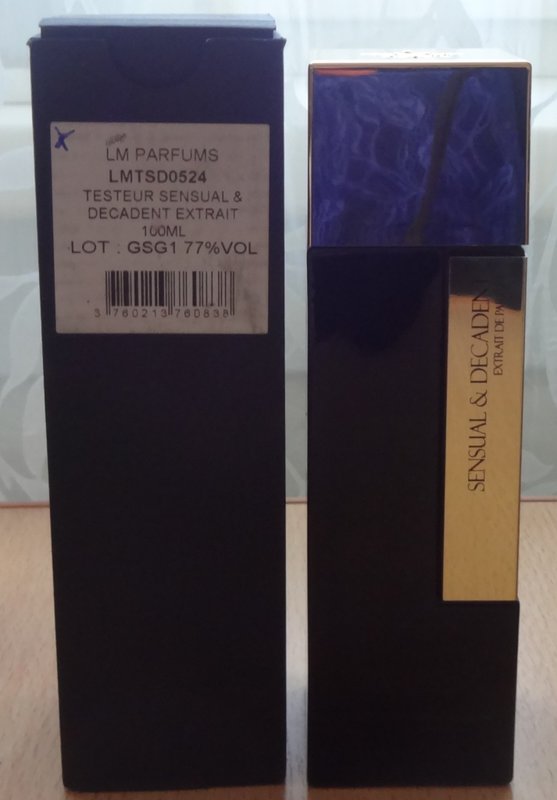 LM PARFUMS
LMTSD0524
TESTEUR SENSUAL &
DECADENT EXTRAIT
100ML
LOT : GSG1 77%VOL
3 760213 760838
SENSUAL & DECADEN
EXTRAIT DE PA